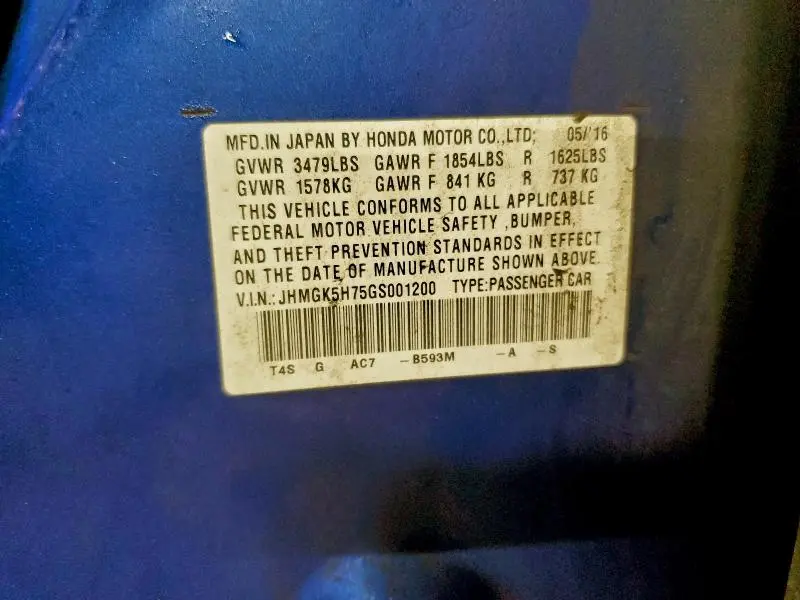 MFD.IN JAPAN BY HONDA MOTOR CO.,LTD; 05/'16
GVWR 3479LBS GAWR F 1854LBS R 1625LBS
GVWR 1578KG GAWR F 841 KG R 737 KG
THIS VEHICLE CONFORMS TO ALL APPLICABLE
FEDERAL MOTOR VEHICLE SAFETY ,BUMPER,
AND THEFT PREVENTION STANDARDS IN EFFECT
ON THE DATE OF MANUFACTURE SHOWN ABOVE.
V.I.N.: JHMGK5H75GS001200 TYPE:PASSENGER CAR
T4S G AC7 -B593M -A -S